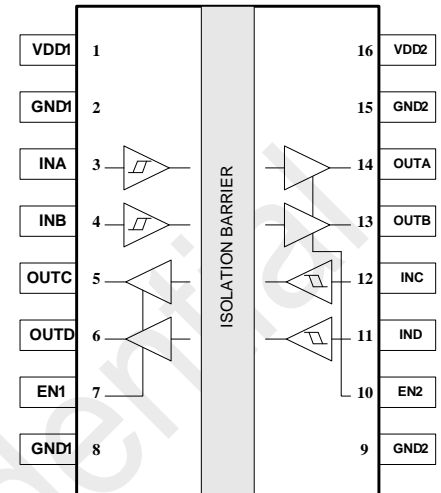 VDD1 1 16 VDD2
GND1 2 15 GND2
INA 3 14 OUTA
INB 4 13 OUTB
OUTC 5 12 INC
OUTD 6 11 IND
EN1 7 10 EN2
GND1 8 9 GND2
ISOLATION BARRIER